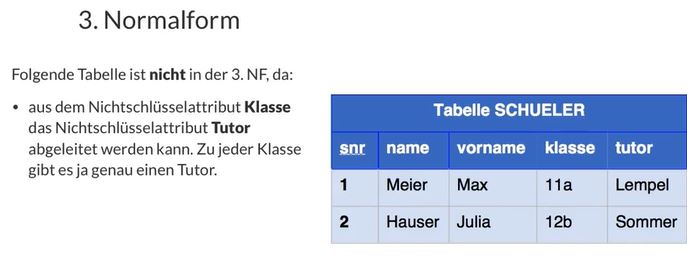 3. Normalform
Folgende Tabelle ist nicht in der 3. NF, da:
• aus dem Nichtschlüsselattribut Klasse
das Nichtschlüsselattribut Tutor
abgeleitet werden kann. Zu jeder Klasse
gibt es ja genau einen Tutor.
Tabelle SCHUELER
snr name vorname klasse tutor
1 Meier Max 11a Lempel
2 Hauser Julia 12b Sommer